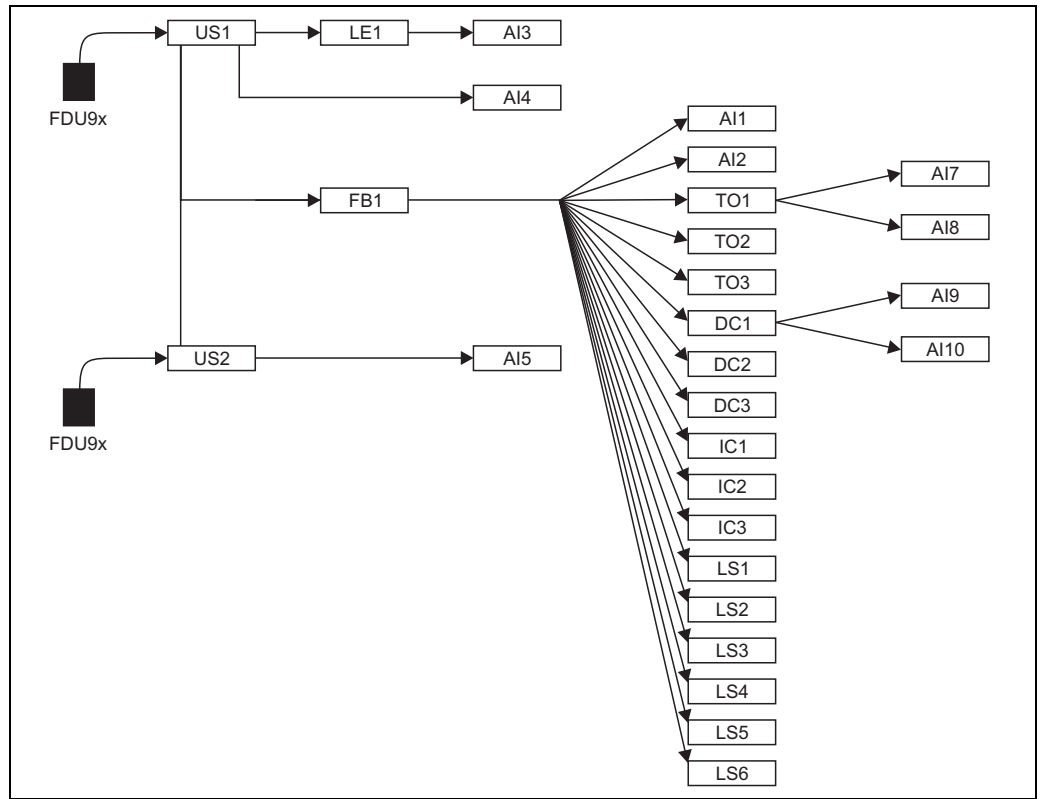 US1
LE1
AI3
FDU9x
AI4
AI1
AI2
AI7
FB1
TO1
AI8
TO2
TO3
AI9
DC1
AI10
US2
AI5
DC2
FDU9x
DC3
IC1
IC2
IC3
LS1
LS2
LS3
LS4
LS5
LS6